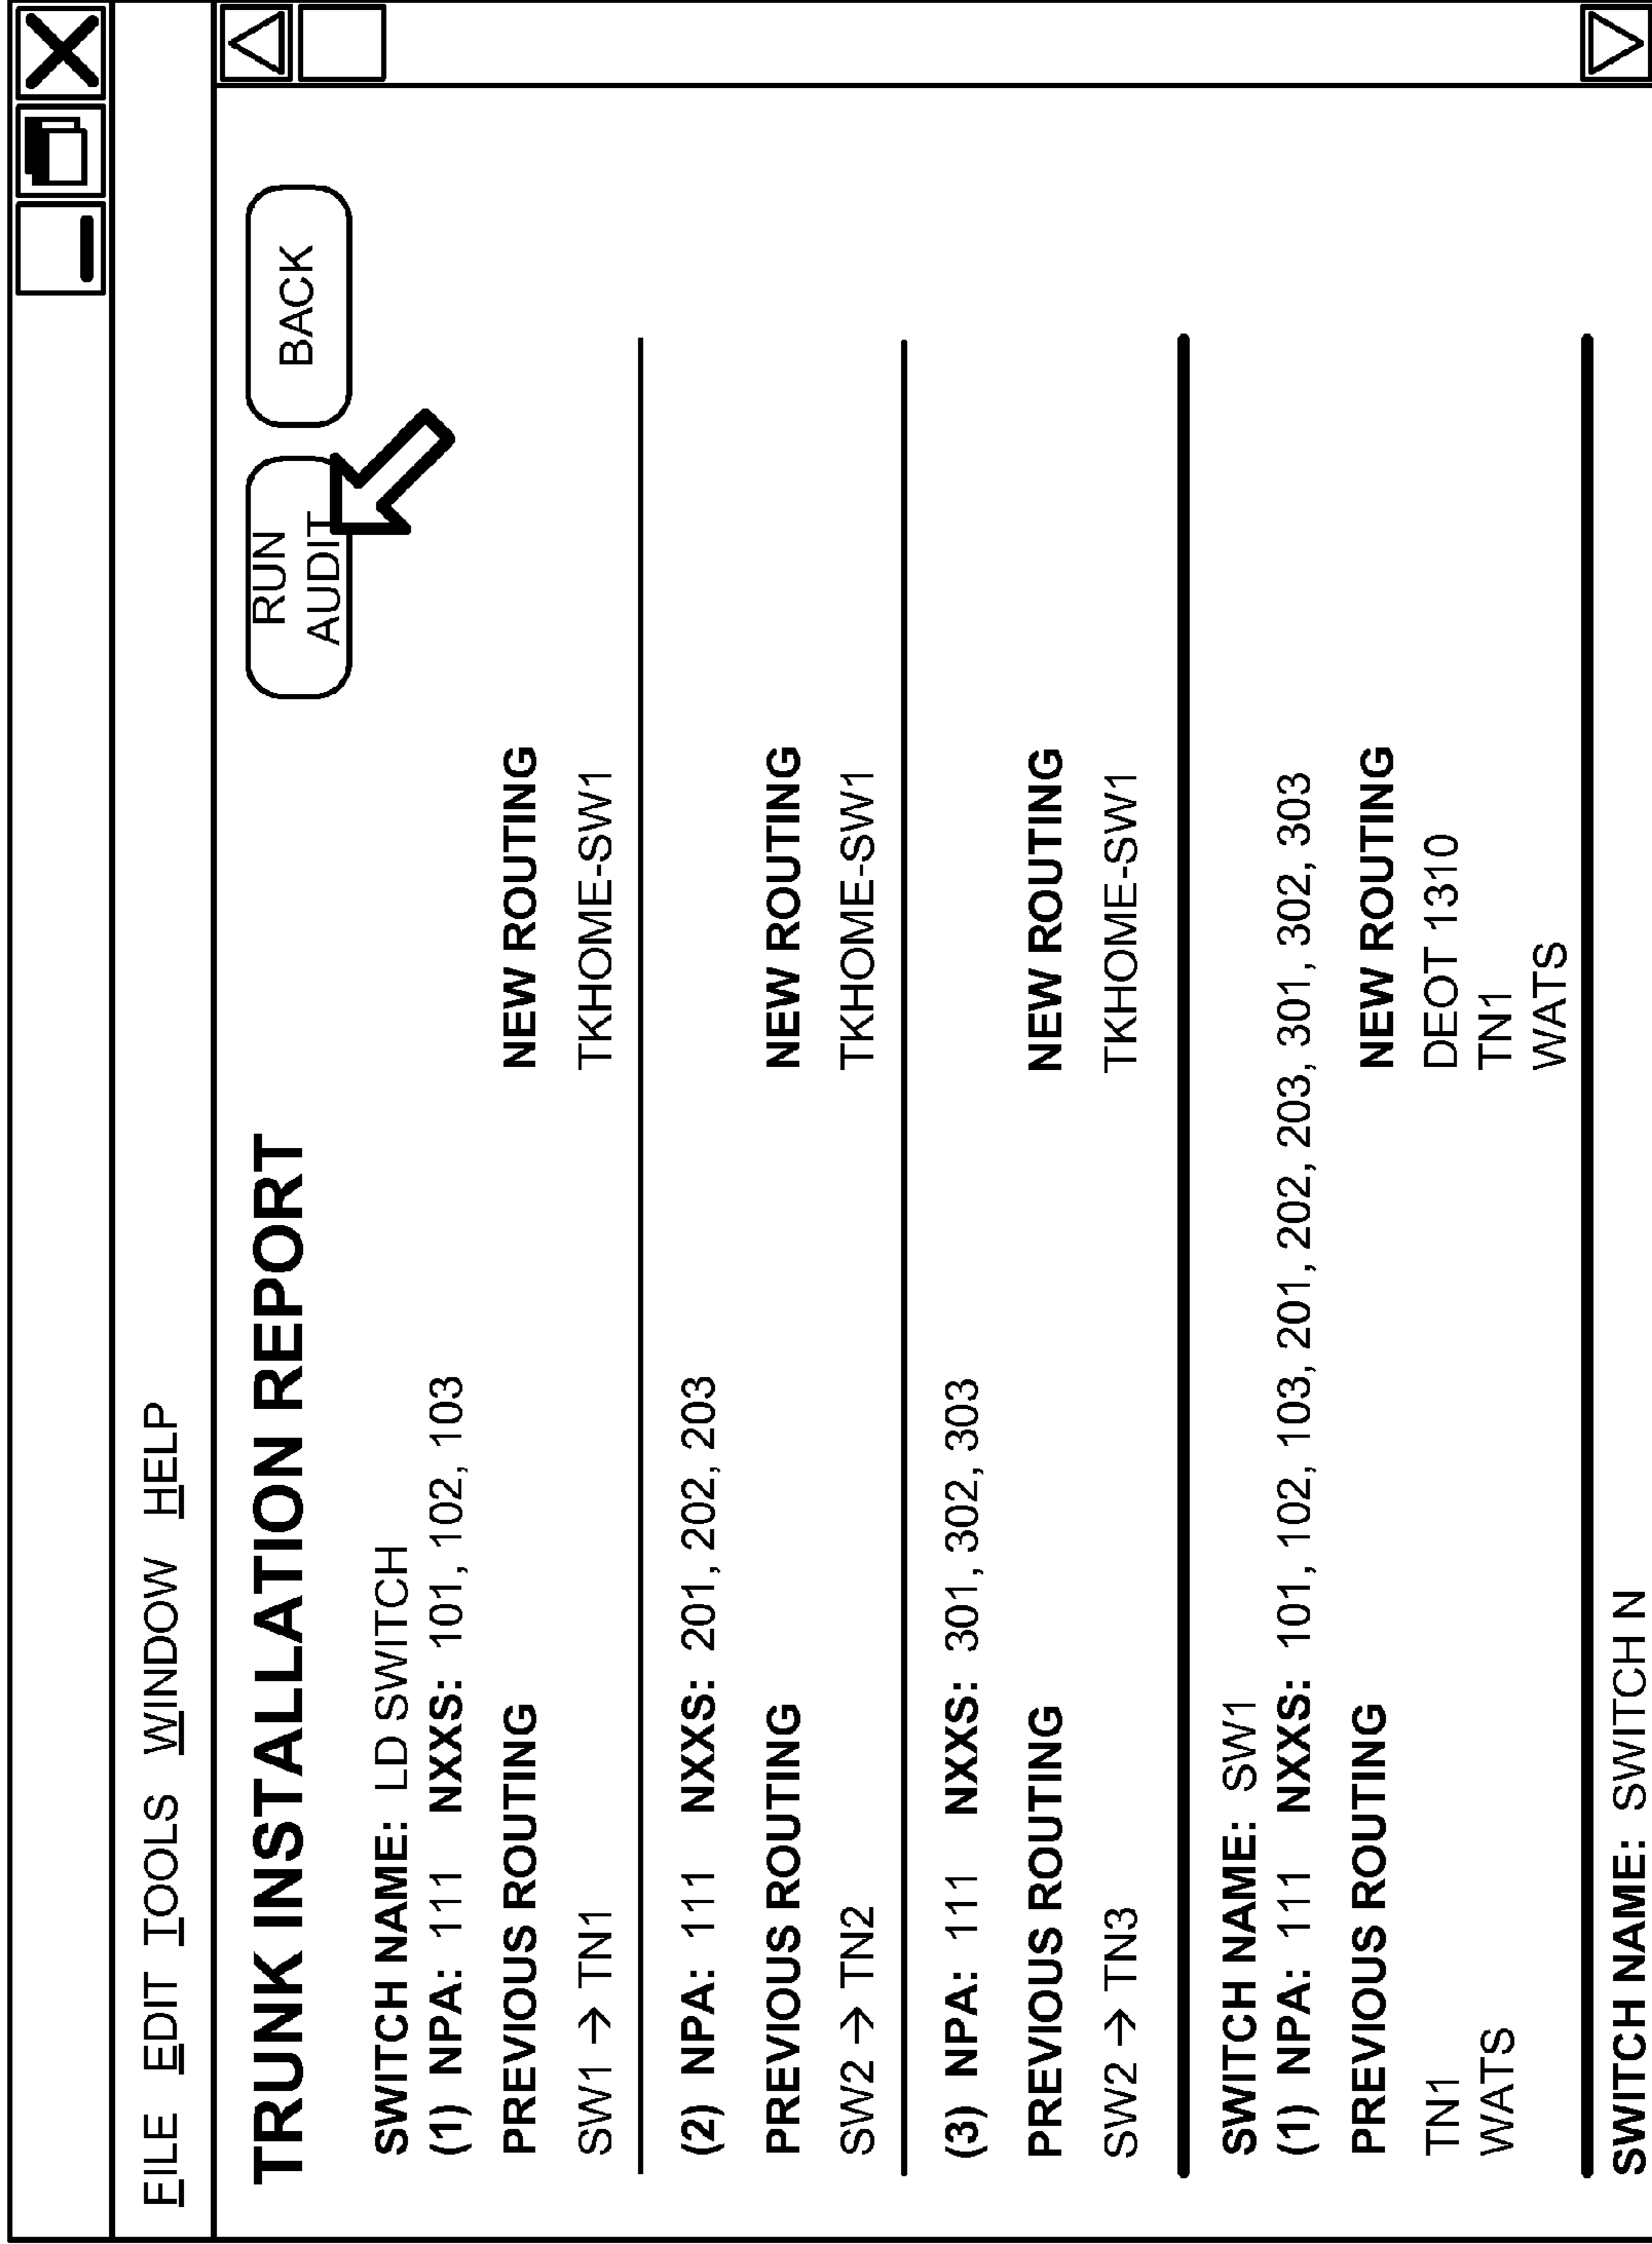 FILE EDIT TOOLS WINDOW HELP
TRUNK INSTALLATION REPORT
RUN
AUDIT
BACK
SWITCH NAME: LD SWITCH
(1) NPA: 111 NXXS: 101, 102, 103
PREVIOUS ROUTING NEW ROUTING
SW1 → TN1 TKHOME-SW1
(2) NPA: 111 NXXS: 201, 202, 203
PREVIOUS ROUTING NEW ROUTING
SW2 → TN2 TKHOME-SW1
(3) NPA: 111 NXXS: 301, 302, 303
PREVIOUS ROUTING NEW ROUTING
SW2 → TN3 TKHOME-SW1
SWITCH NAME: SW1
(1) NPA: 111 NXXS: 101, 102, 103, 201, 202, 203, 301, 302, 303
PREVIOUS ROUTING NEW ROUTING
TN1 DEOT 1310
WATS TN1
WATS
SWITCH NAME: SWITCH N